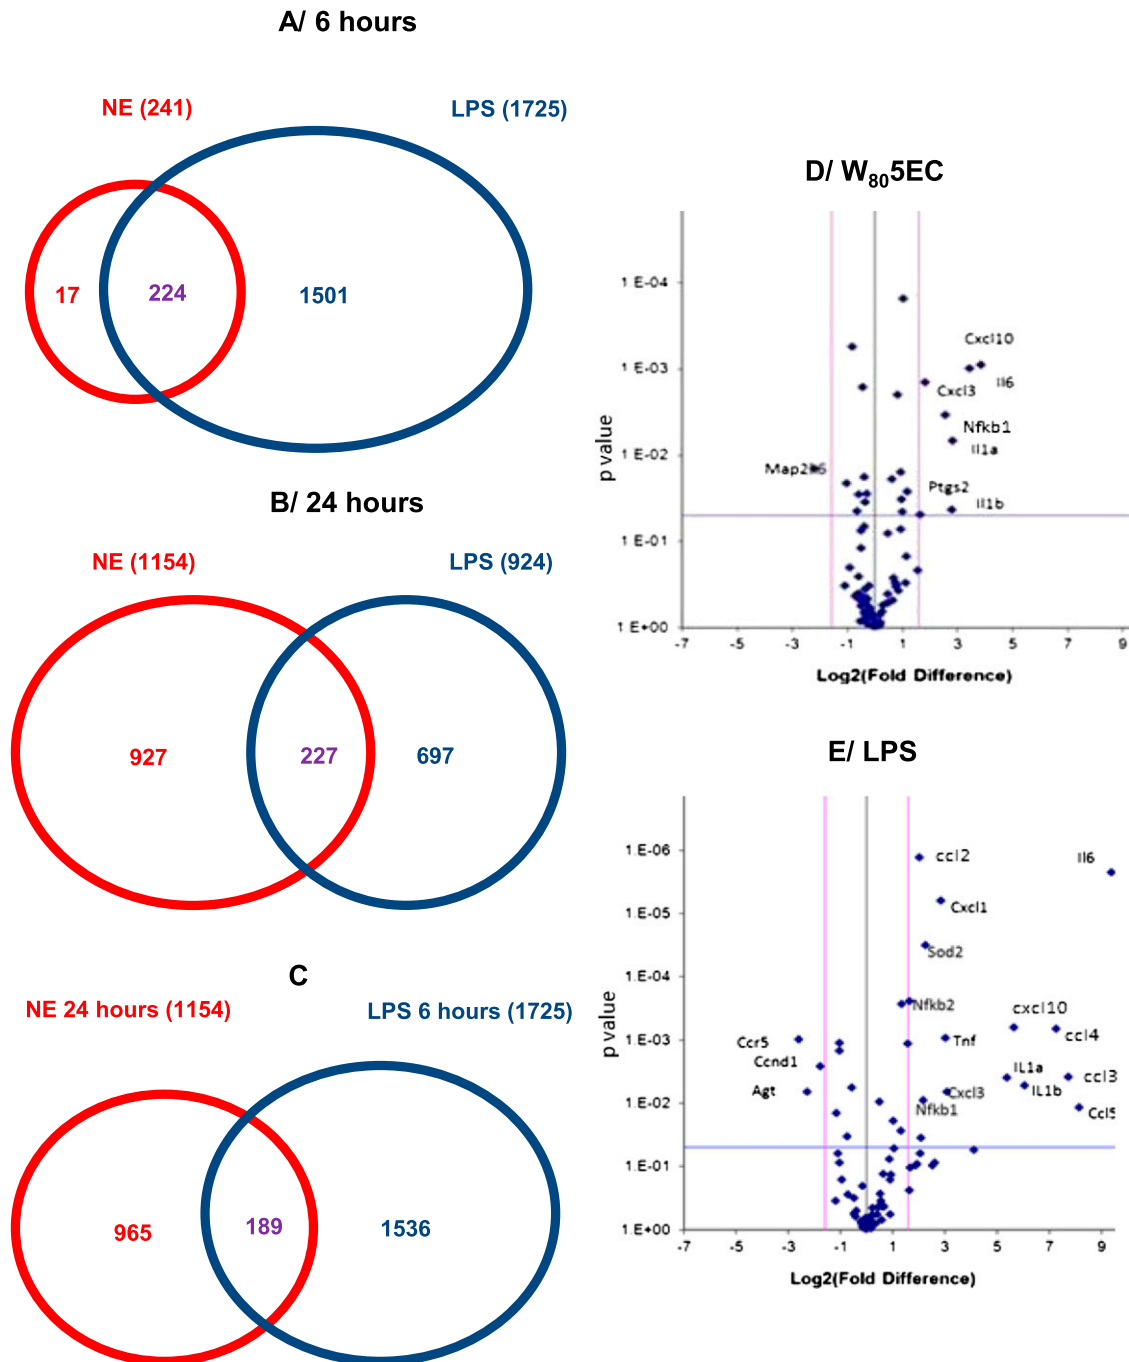 A/ 6 hours
NE (241)
LPS (1725)
17
224
1501
B/ 24 hours
NE (1154)
LPS (924)
927
227
697
C
NE 24 hours (1154)
LPS 6 hours (1725)
965
189
1536
D/ W805EC
p value
1.E-04
1.E-03
1.E-02
1.E-01
1.E+00
Cxcl10
Il6
Cxcl3
Nfkb1
Il1a
Ptgs2
Il1b
-7 -5 -3 -1 1 3 5 7 9
Log2(Fold Difference)
E/ LPS
p value
1.E-06
1.E-05
1.E-04
1.E-03
1.E-02
1.E-01
1.E+00
ccl2
Il6
Cxcl1
Sod2
Nfkb2
cxcl10
Ccr5
Tnf
ccl4
Ccnd1
IL1a
ccl3
Agt
Cxcl3
IL1b
Nfkb1
Ccl5
-7 -5 -3 -1 1 3 5 7 9
Log2(Fold Difference)